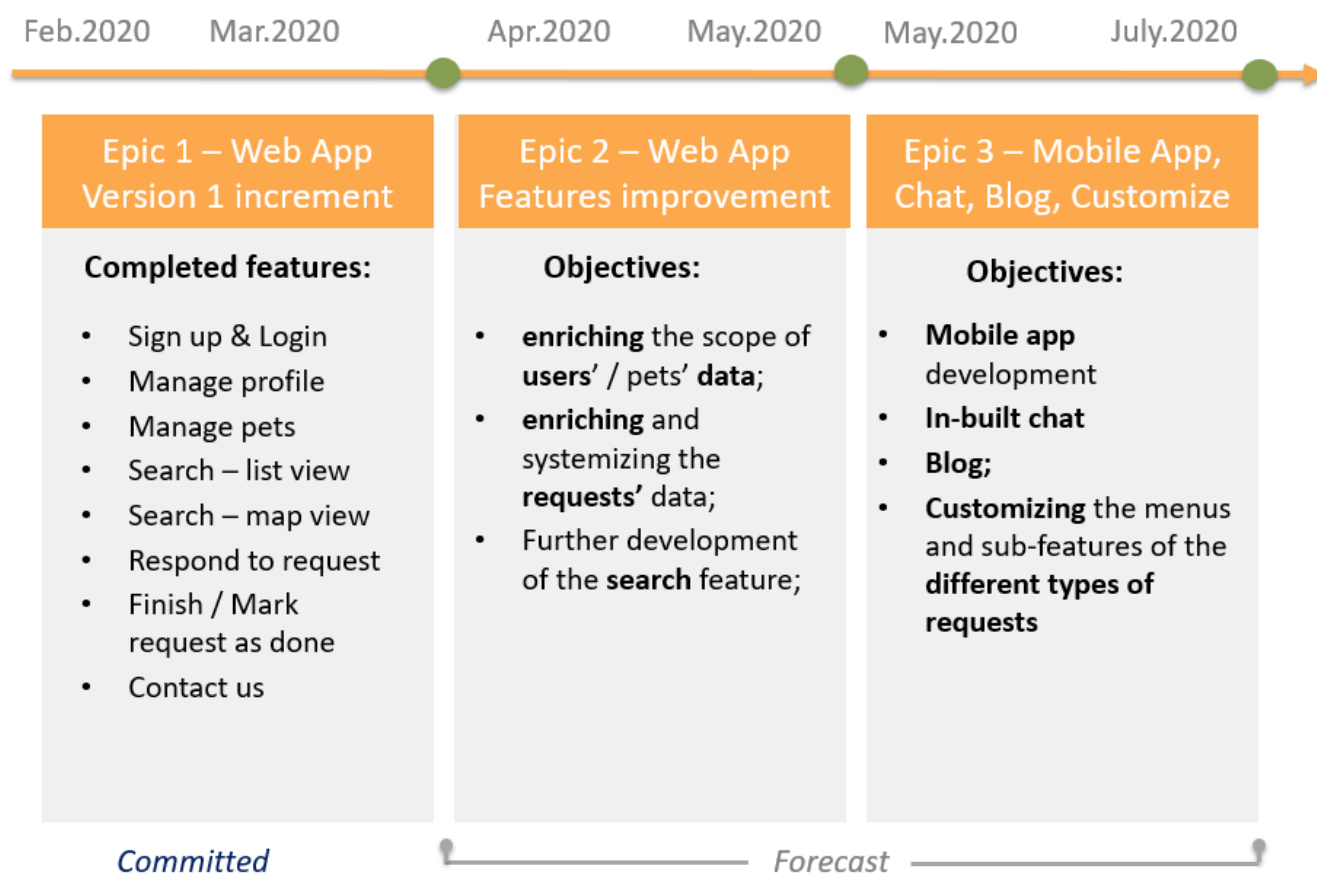 Feb.2020 Mar.2020 Apr.2020 May.2020 May.2020 July.2020
Epic 1 – Web App
Version 1 increment
Completed features:
• Sign up & Login
• Manage profile
• Manage pets
• Search – list view
• Search – map view
• Respond to request
• Finish / Mark
request as done
• Contact us
Epic 2 – Web App
Features improvement
Objectives:
• enriching the scope of
users’ / pets’ data;
• enriching and
systemizing the
requests’ data;
• Further development
of the search feature;
Epic 3 – Mobile App,
Chat, Blog, Customize
Objectives:
• Mobile app
development
• In-built chat
• Blog;
• Customizing the menus
and sub-features of the
different types of
requests
Committed
Forecast